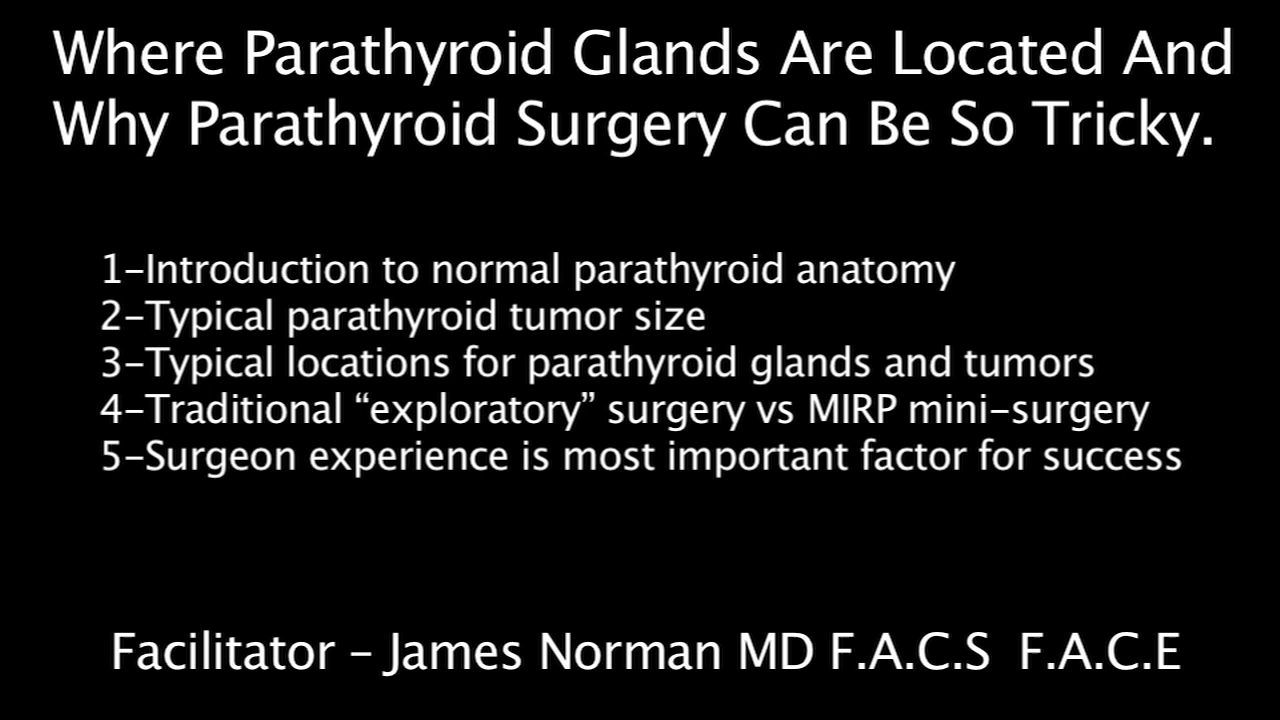 Where Parathyroid Glands Are Located And
Why Parathyroid Surgery Can Be So Tricky.
1–Introduction to normal parathyroid anatomy
2–Typical parathyroid tumor size
3–Typical locations for parathyroid glands and tumors
4–Traditional “exploratory” surgery vs MIRP mini–surgery
5–Surgeon experience is most important factor for success
Facilitator – James Norman MD F.A.C.S  F.A.C.E